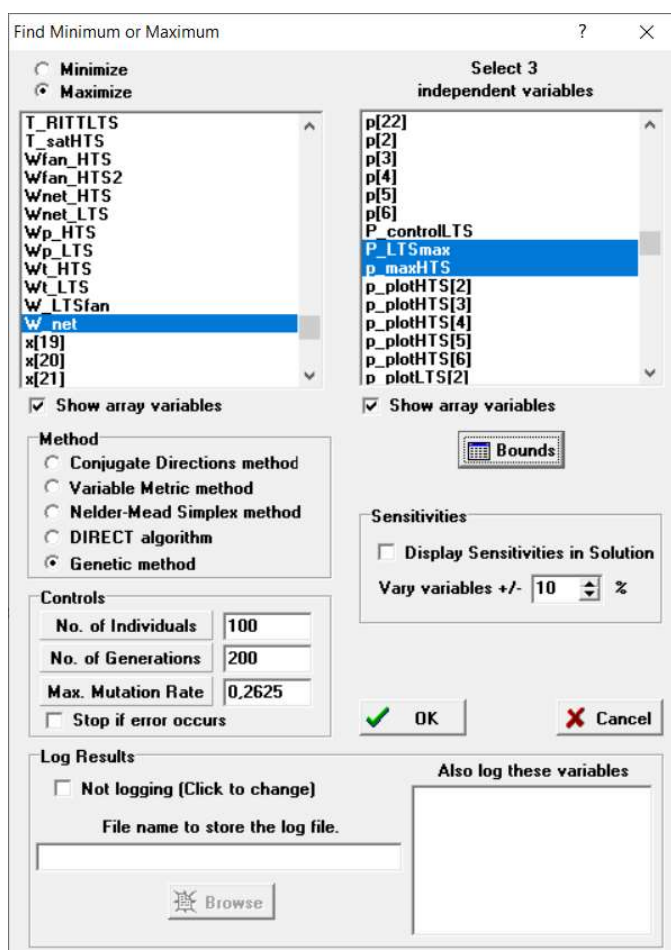 Find Minimum or Maximum
?
Minimize
Maximize
T_RITTLTS
T_satHTS
Wfan_HTS
Wfan_HTS2
Wnet_HTS
Wnet_LTS
Wp_HTS
Wp_LTS
Wt_HTS
Wt_LTS
W_LTSfan
W_net
x[19]
x[20]
x[21]
Show array variables
Select 3
independent variables
p[22]
p[2]
p[3]
p[4]
p[5]
p[6]
P_controlLTS
P_LTSmax
p_maxHTS
p_plotHTS[2]
p_plotHTS[3]
p_plotHTS[4]
p_plotHTS[5]
p_plotHTS[6]
p_plotLTS[2]
Show array variables
Method
Conjugate Directions method
Variable Metric method
Nelder-Mead Simplex method
DIRECT algorithm
Genetic method
Bounds
Sensitivities
Display Sensitivities in Solution
Vary variables +/- 10 %
Controls
No. of Individuals 100
No. of Generations 200
Max. Mutation Rate 0,2625
Stop if error occurs
OK
Cancel
Log Results
Not logging (Click to change)
File name to store the log file.
Browse
Also log these variables